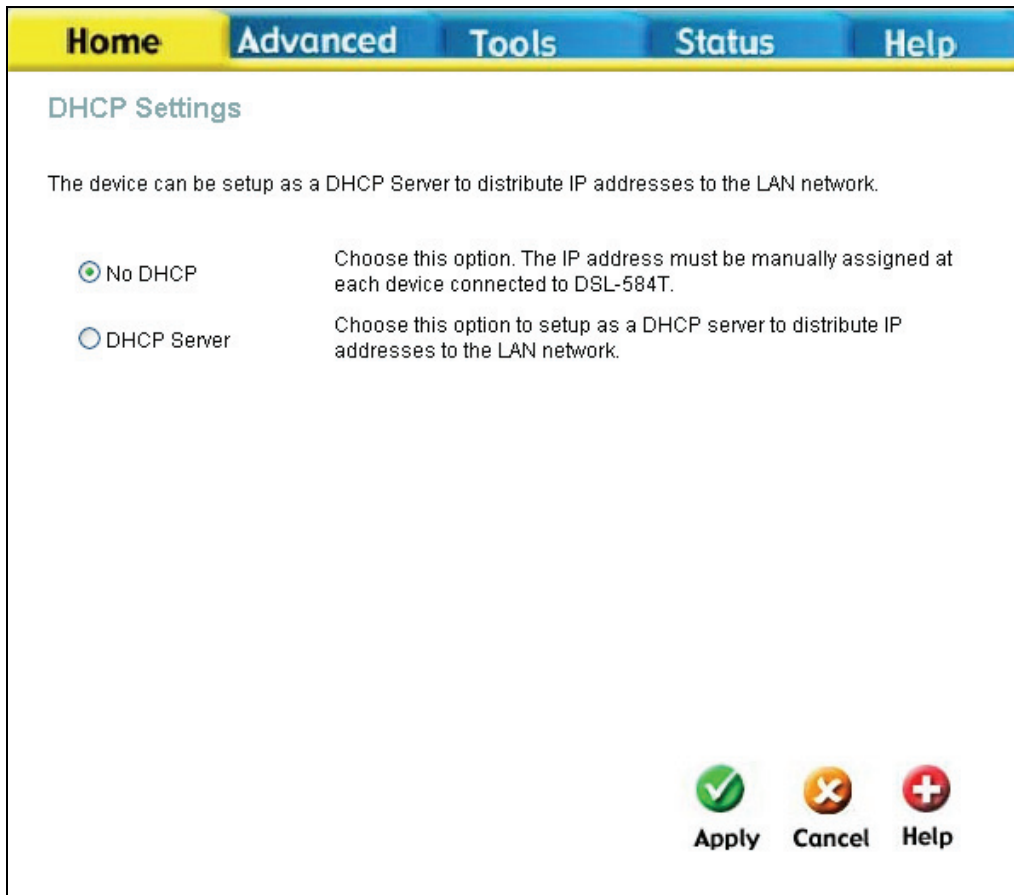 Home Advanced Tools Status Help
DHCP Settings
The device can be setup as a DHCP Server to distribute IP addresses to the LAN network.
No DHCP
Choose this option. The IP address must be manually assigned at
each device connected to DSL-584T.
DHCP Server
Choose this option to setup as a DHCP server to distribute IP
addresses to the LAN network.
Apply Cancel Help